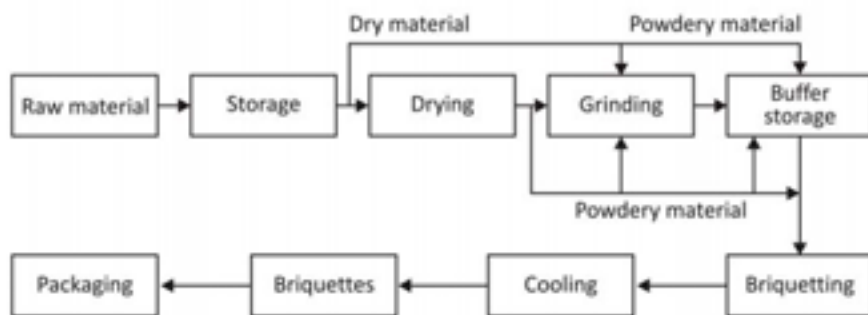 Dry material
Powdery material
Raw material
Storage
Drying
Grinding
Buffer
storage
Powdery material
Packaging
Briquettes
Cooling
Briquetting